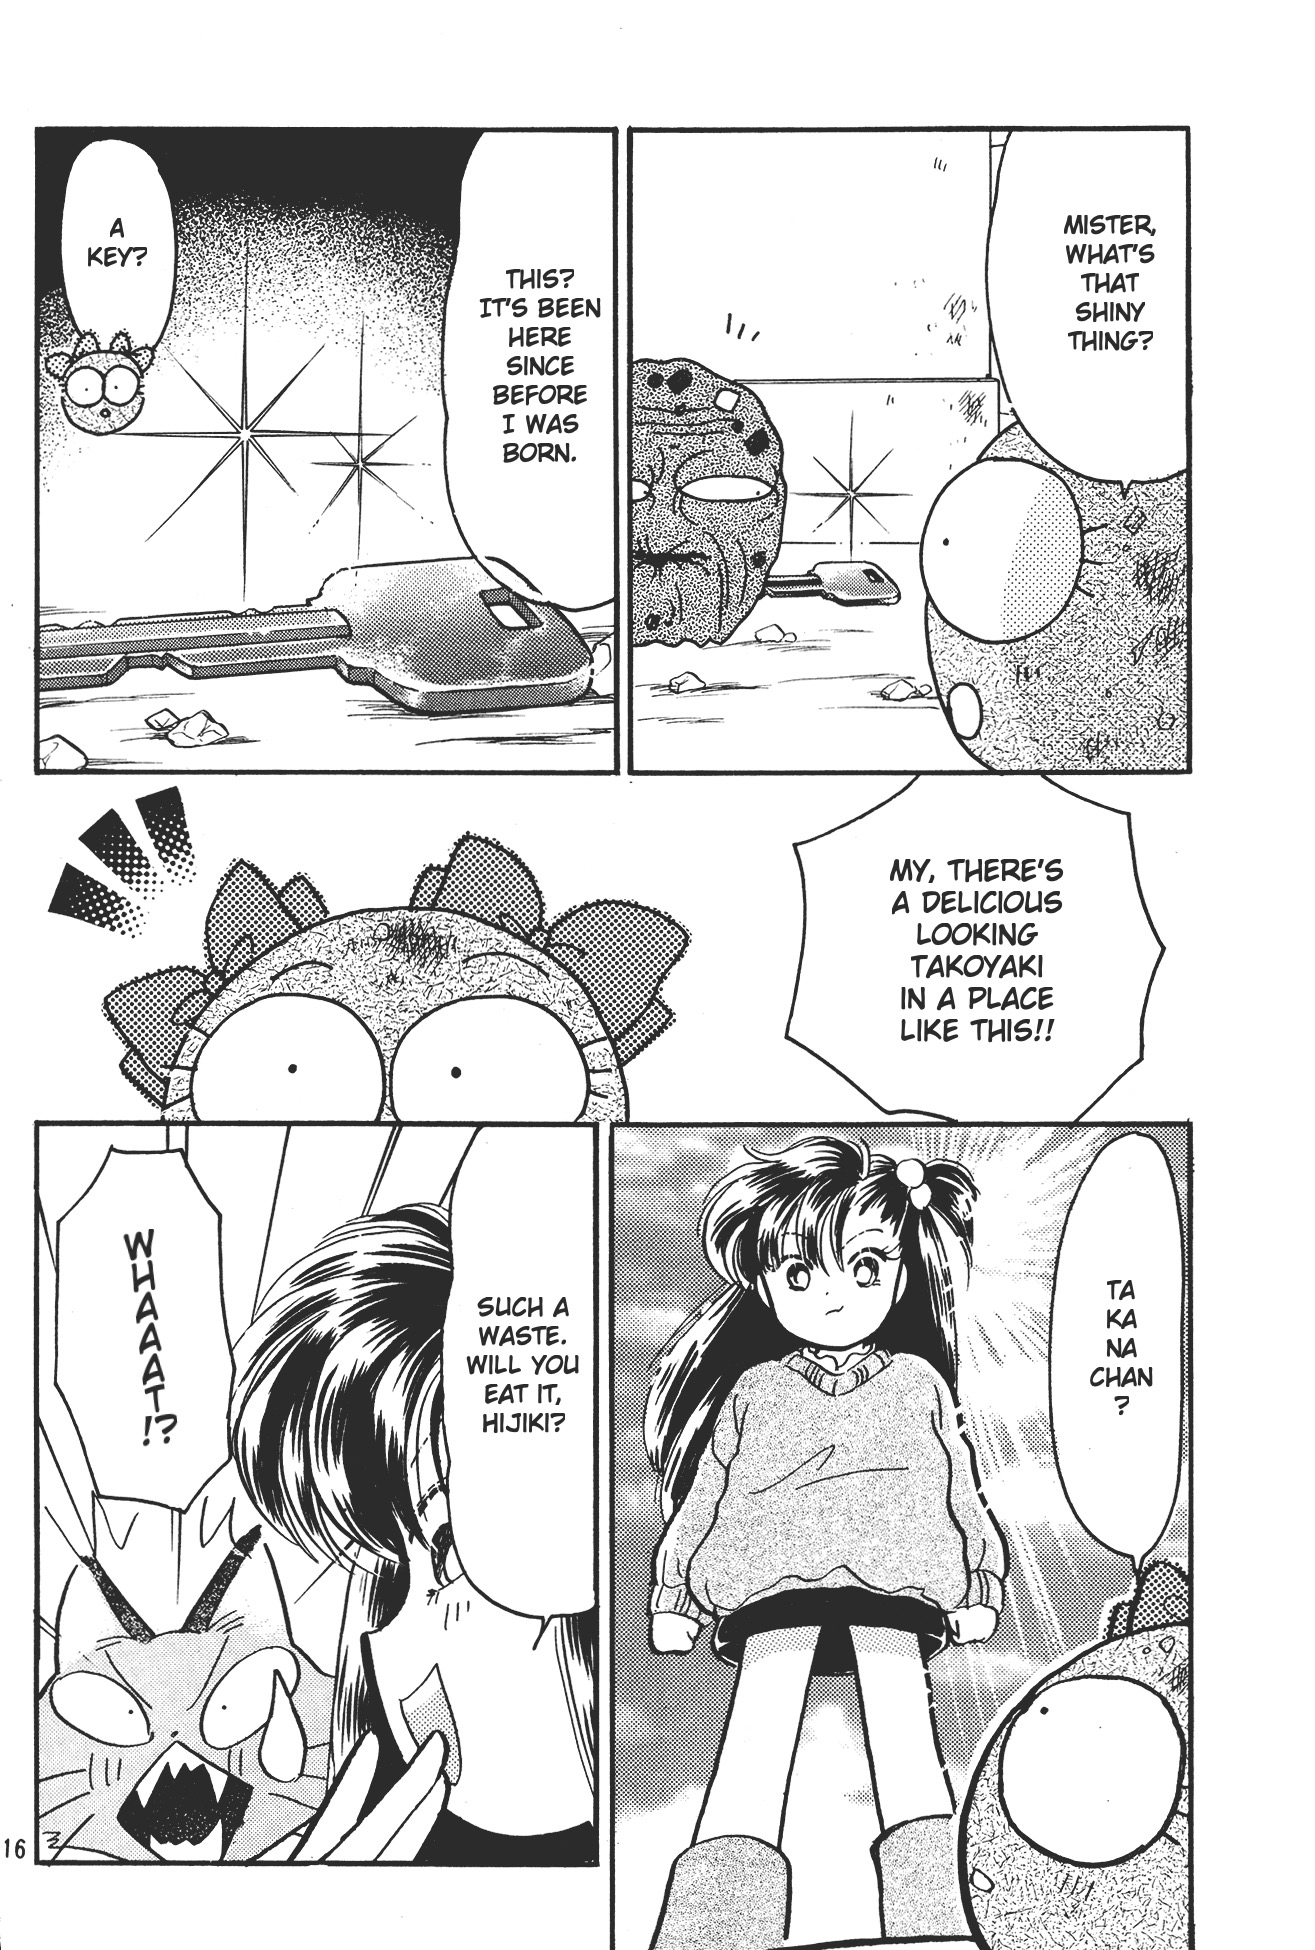 MISTER,
WHAT'S
THAT
SHINY
THING?
THIS?
IT'S BEEN
HERE
SINCE
BEFORE
I WAS
BORN.
A
KEY?
MY, THERE'S
A DELICIOUS
LOOKING
TAKOYAKI
IN A PLACE
LIKE THIS!!
TA
KA
NA
CHAN
?
SUCH A
WASTE.
WILL YOU
EAT IT,
HIJIKI?
WHAAAT!?
16